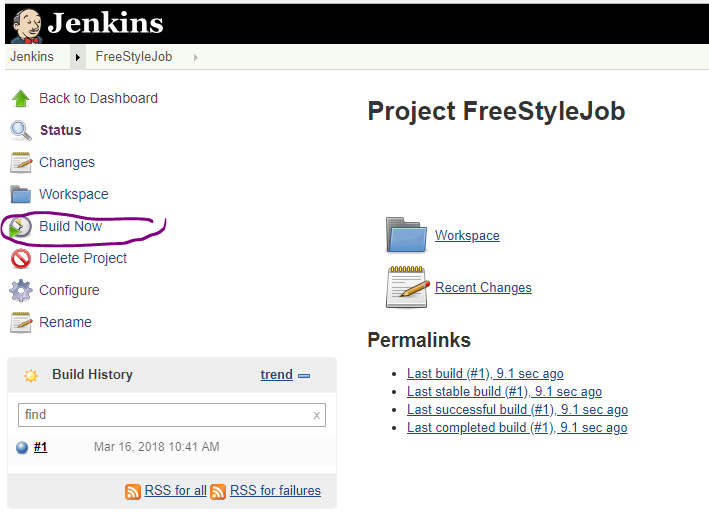 Jenkins
Jenkins FreeStyleJob
Back to Dashboard
Status
Changes
Workspace
Build Now
Delete Project
Configure
Rename
Build History trend
find x
#1 Mar 16, 2018 10:41 AM
RSS for all RSS for failures
Project FreeStyleJob
Workspace
Recent Changes
Permalinks
Last build (#1), 9.1 sec ago
Last stable build (#1), 9.1 sec ago
Last successful build (#1), 9.1 sec ago
Last completed build (#1), 9.1 sec ago